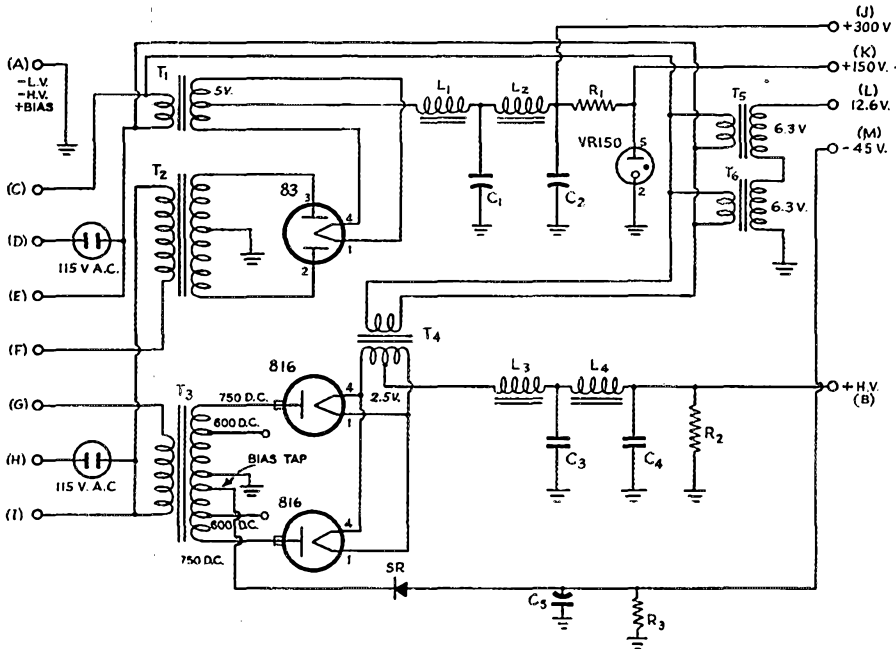 (J)
+300 V
(A)
-L.V.
-H.V.
+BIAS
T1
5V.
L1
L2
R1
(K)
+150 V.
T5
(L)
12.6 V.
6.3 V
VR150
5
2
(M)
-45 V.
C1
C2
T6
6.3 V.
(C)
T2
83
3
4
1
2
(D)
115 V A.C.
(E)
(F)
T4
2.5V.
(G)
T3
750 D.C.
816
4
1
600 D.C.
L3
L4
+H.V.
(B)
R2
C3
C4
(H)
115 V. A.C
BIAS TAP
816
4
1
(I)
600 D.C.
750 D.C.
SR
C5
R3